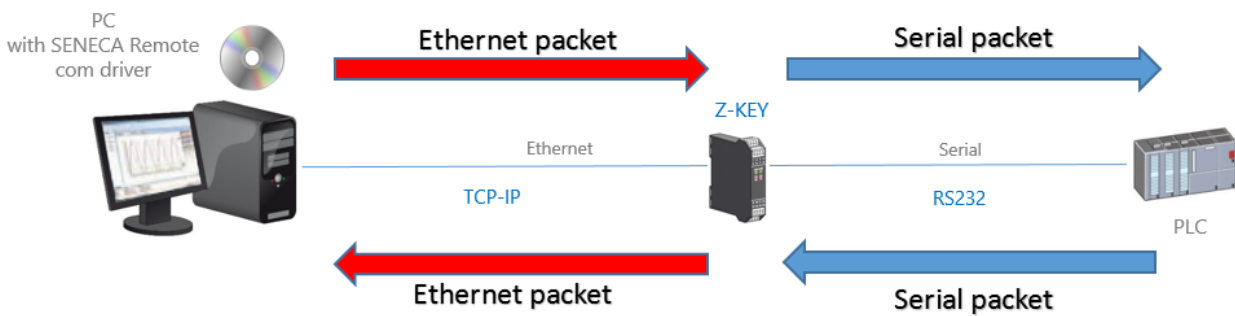 PC
with SENECA Remote
com driver
Ethernet packet
Serial packet
Z-KEY
Ethernet
Serial
TCP-IP
RS232
PLC
Ethernet packet
Serial packet